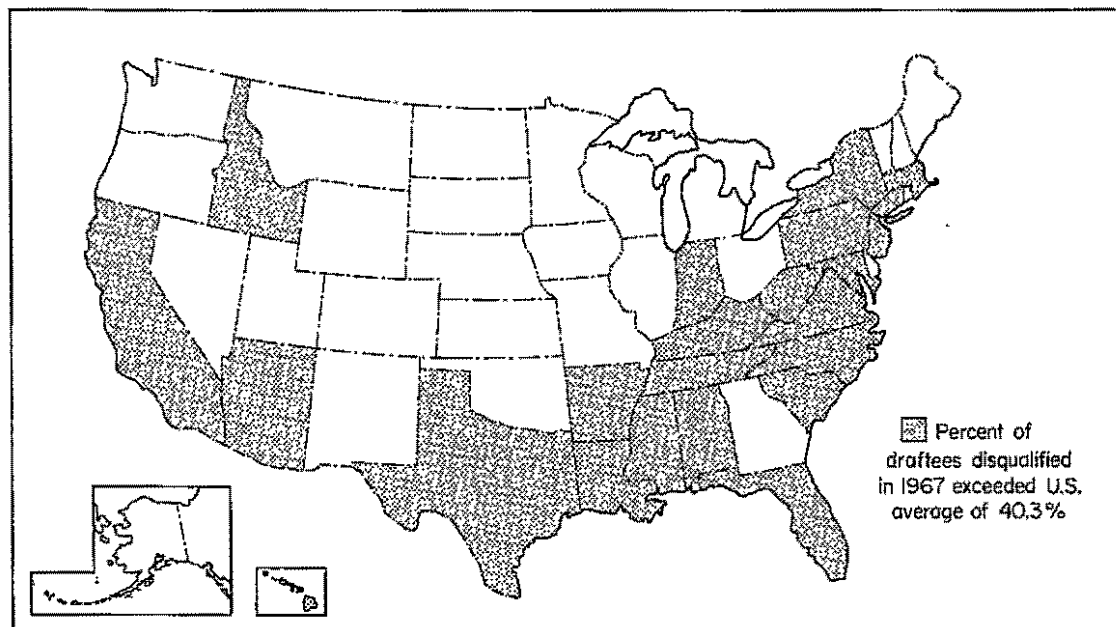 Percent of
draftees disqualified
in 1967 exceeded U.S.
average of 40.3%